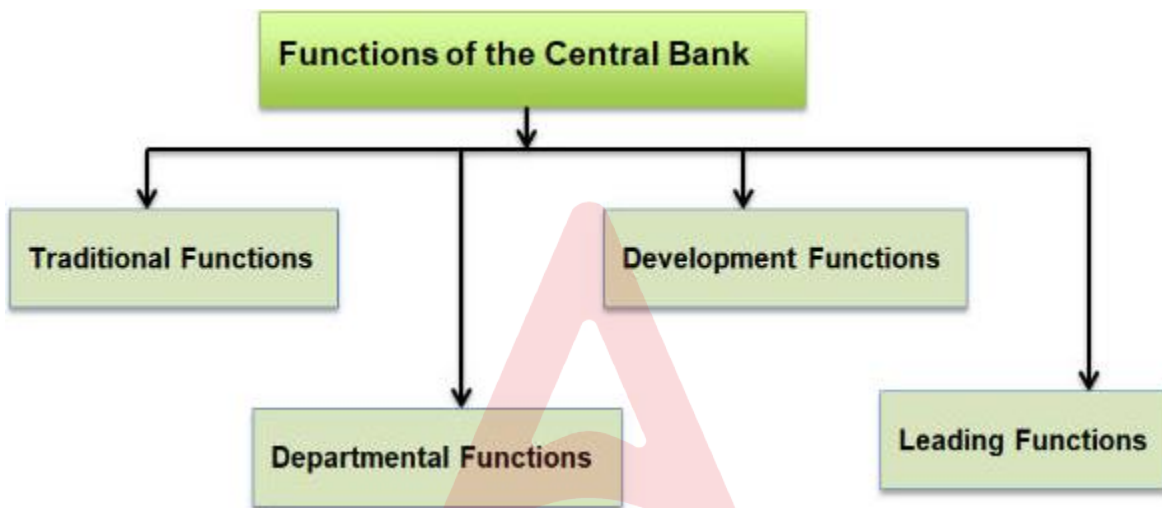 Functions of the Central Bank
Traditional Functions
Development Functions
Departmental Functions
Leading Functions